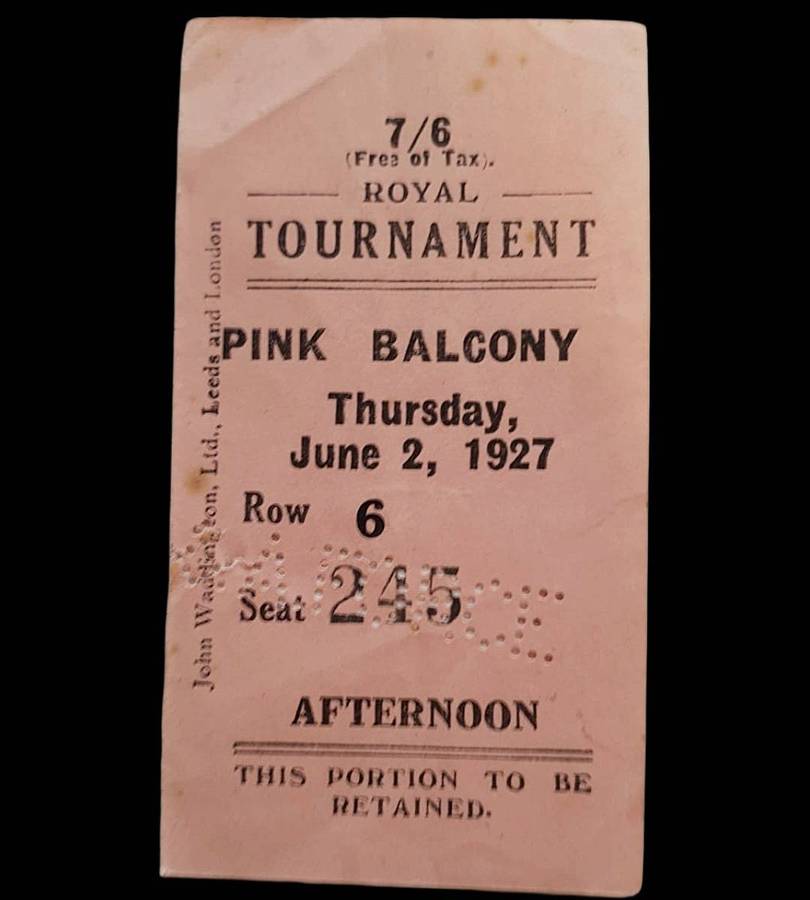 7/6
(Free of Tax).
ROYAL
TOURNAMENT
PINK BALCONY
Thursday,
June 2, 1927
Row 6
Seat 245
AFTERNOON
THIS PORTION TO BE
RETAINED.
John Waddington, Ltd., Leeds and London